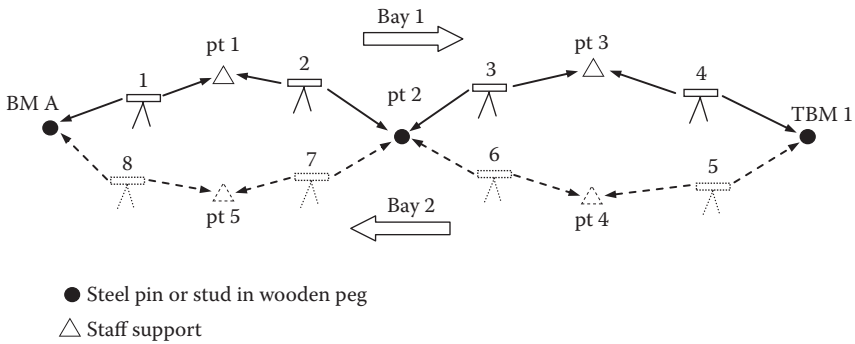 Bay 1
pt 1
pt 3
1
2
3
4
BM A
pt 2
TBM 1
8
7
6
5
pt 5
Bay 2
pt 4
Steel pin or stud in wooden peg
Staff support